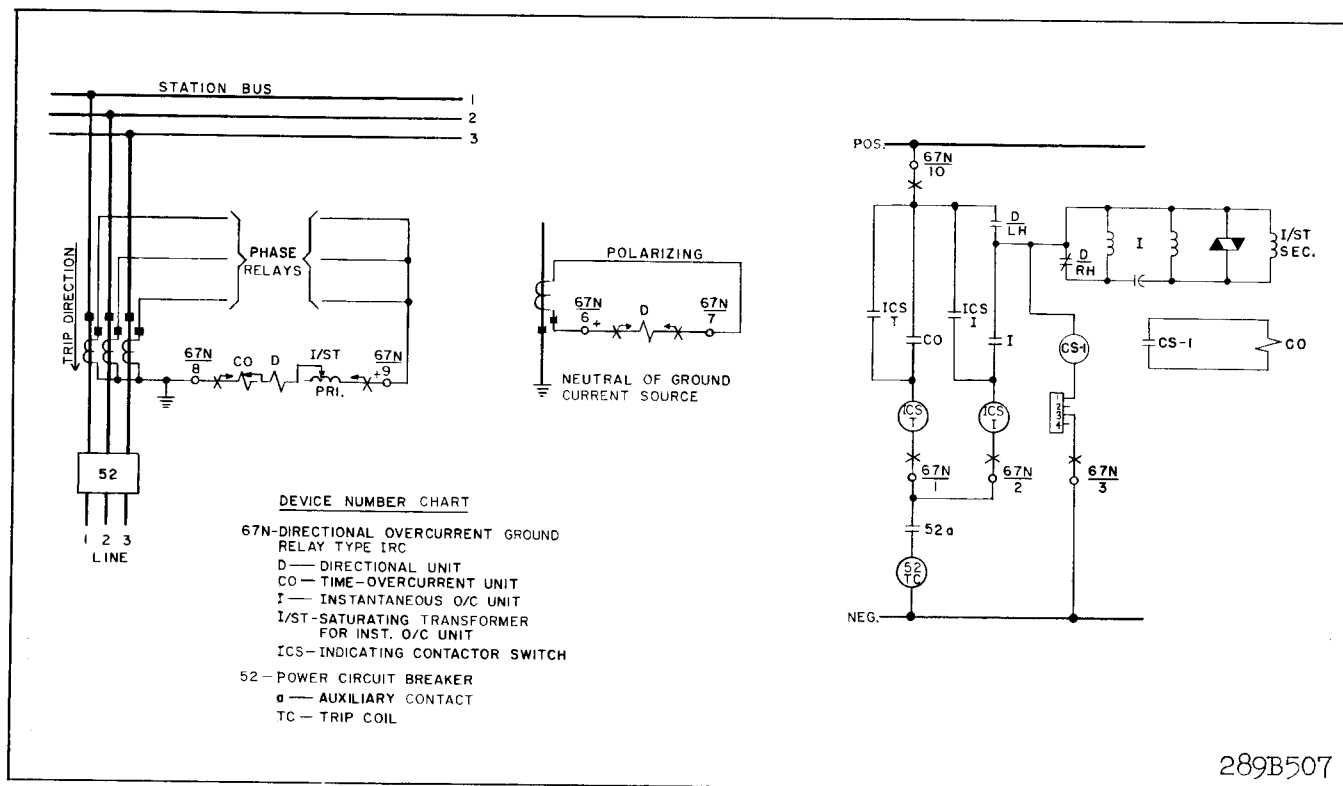 STATION BUS
1
2
3
TRIP DIRECTION
PHASE
RELAYS
67N
8
CO
D
I/ST
PRI.
67N
+9
52
1 2 3
LINE
POLARIZING
67N
6
+
D
67N
7
NEUTRAL OF GROUND
CURRENT SOURCE
DEVICE NUMBER CHART
67N-DIRECTIONAL OVERCURRENT GROUND
RELAY TYPE IRC
D — DIRECTIONAL UNIT
CO — TIME-OVERCURRENT UNIT
I — INSTANTANEOUS O/C UNIT
I/ST-SATURATING TRANSFORMER
FOR INST. O/C UNIT
ICS-INDICATING CONTACTOR SWITCH
52-POWER CIRCUIT BREAKER
a — AUXILIARY CONTACT
TC — TRIP COIL
POS.
67N
10
D
LH
D
RH
I
I/ST
SEC.
ICS
T
CO
ICS
I
I
CS-1
CS-1
CO
ICS
T
ICS
I
1
2
3
4
67N
1
67N
2
67N
3
52a
52
TC
NEG.
289B507